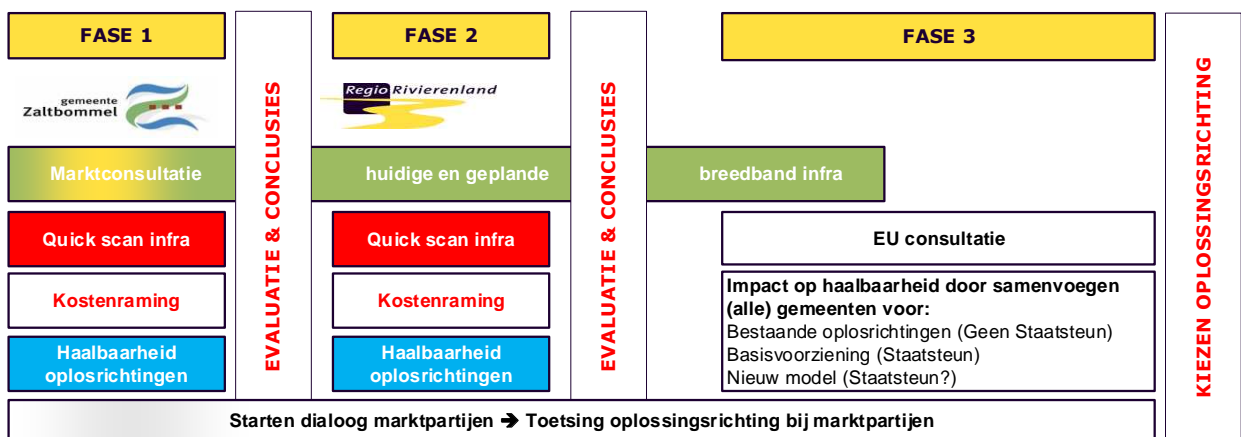 FASE 1
FASE 2
FASE 3
gemeente
Zaltbommel
Regio Rivierenland
Marktconsultatie
huidige en geplande
breedband infra
Quick scan infra
Quick scan infra
EU consultatie
Kostenraming
Kostenraming
Impact op haalbaarheid door samenvoegen
(alle) gemeenten voor:
Bestaande oplosrichtingen (Geen Staatsteun)
Basisvoorziening (Staatsteun)
Nieuw model (Staatsteun?)
Haalbaarheid
oplosrichtingen
Haalbaarheid
oplosrichtingen
EVALUATIE & CONCLUSIES
EVALUATIE & CONCLUSIES
KIEZEN OPLOSSINGSRICHTING
Starten dialoog marktpartijen ➔ Toetsing oplossingsrichting bij marktpartijen